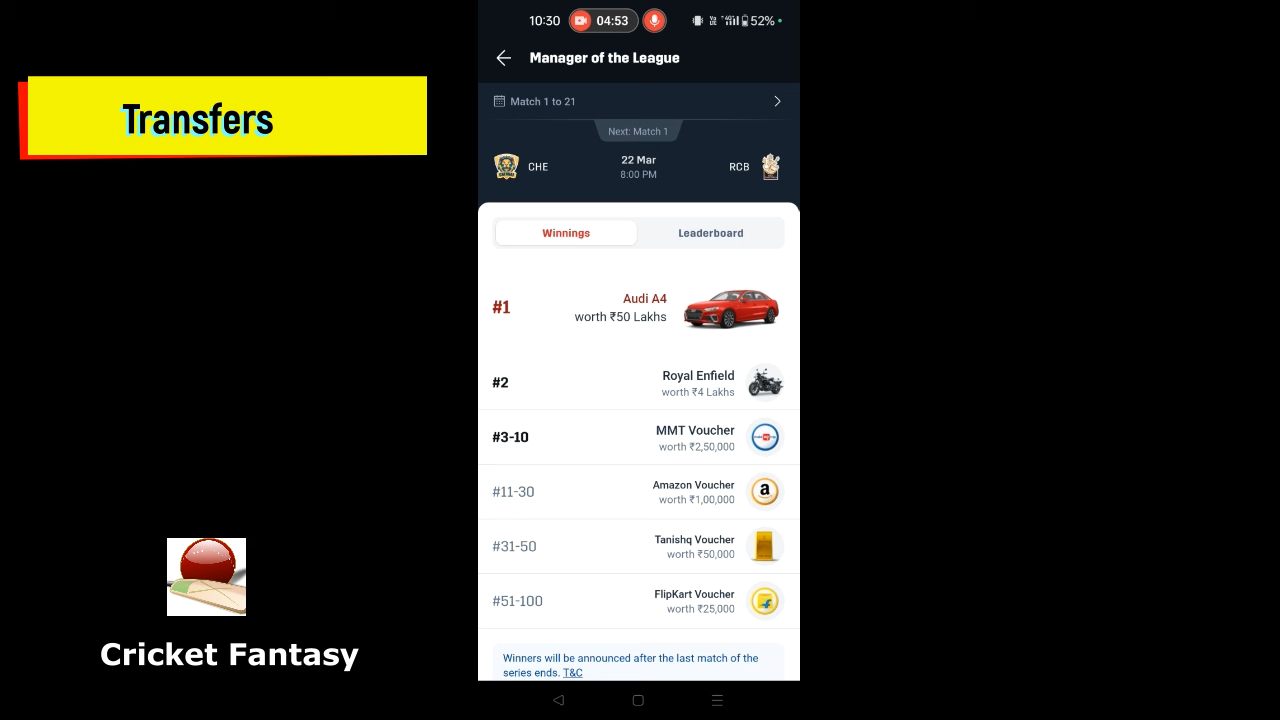 10:30 04:53 52%
Manager of the League
Match 1 to 21
Next: Match 1
CHE 22 Mar RCB
8:00 PM
Winnings Leaderboard
#1 Audi A4
worth ₹50 Lakhs
#2 Royal Enfield
worth ₹4 Lakhs
#3-10 MMT Voucher
worth ₹2,50,000
#11-30 Amazon Voucher
worth ₹1,00,000
#31-50 Tanishq Voucher
worth ₹50,000
#51-100 FlipKart Voucher
worth ₹25,000
Winners will be announced after the last match of the
series ends. T&C
Transfers
Cricket Fantasy